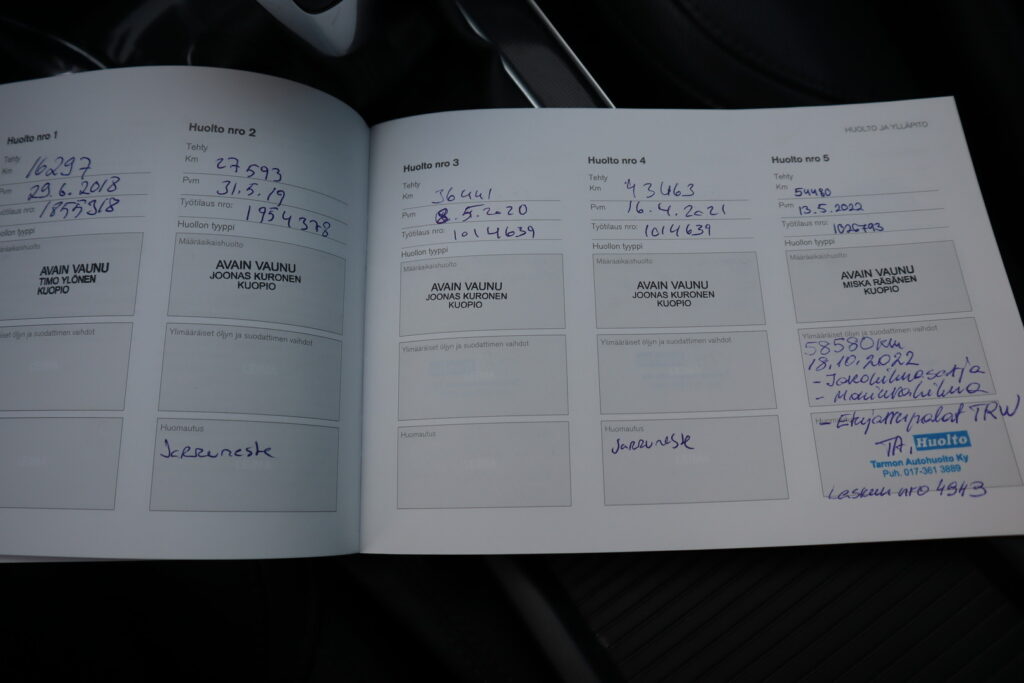 HUOLTO JA YLLÄPITO
Huolto nro 1
Tehty
Km 16297
Pvm 29.6.2018
Työtilaus nro: 1855318
Huollon tyyppi
Määräaikaishuolto
AVAIN VAUNU
TIMO YLÖNEN
KUOPIO
öljyn ja suodattimen vaihdot
Huolto nro 2
Tehty
Km 27593
Pvm 31.5.19
Työtilaus nro: 1954378
Huollon tyyppi
Määräaikaishuolto
AVAIN VAUNU
JOONAS KURONEN
KUOPIO
Ylimääräiset öljyn ja suodattimen vaihdot
Huomautus
Jarruneste
Huolto nro 3
Tehty
Km 36441
Pvm 8.5.2020
Työtilaus nro: 1014639
Huollon tyyppi
Määräaikaishuolto
AVAIN VAUNU
JOONAS KURONEN
KUOPIO
Ylimääräiset öljyn ja suodattimen vaihdot
Huomautus
Huolto nro 4
Tehty
Km 43463
Pvm 16.4.2021
Työtilaus nro: 1014639
Huollon tyyppi
Määräaikaishuolto
AVAIN VAUNU
JOONAS KURONEN
KUOPIO
Ylimääräiset öljyn ja suodattimen vaihdot
Huomautus
Jarruneste
Huolto nro 5
Tehty
Km 54480
Pvm 13.5.2022
Työtilaus nro: 1026793
Huollon tyyppi
Määräaikaishuolto
AVAIN VAUNU
MISKA RÄSÄNEN
KUOPIO
Ylimääräiset öljyn ja suodattimen vaihdot
58580km
18.10.2022
- Jakohihnasarja
- Moniurahihna
- Etujarrupalat TRW
TA. Huolto
Tarmon Autohuolto Ky
Puh. 017-361 3889
Laskun nro 4943